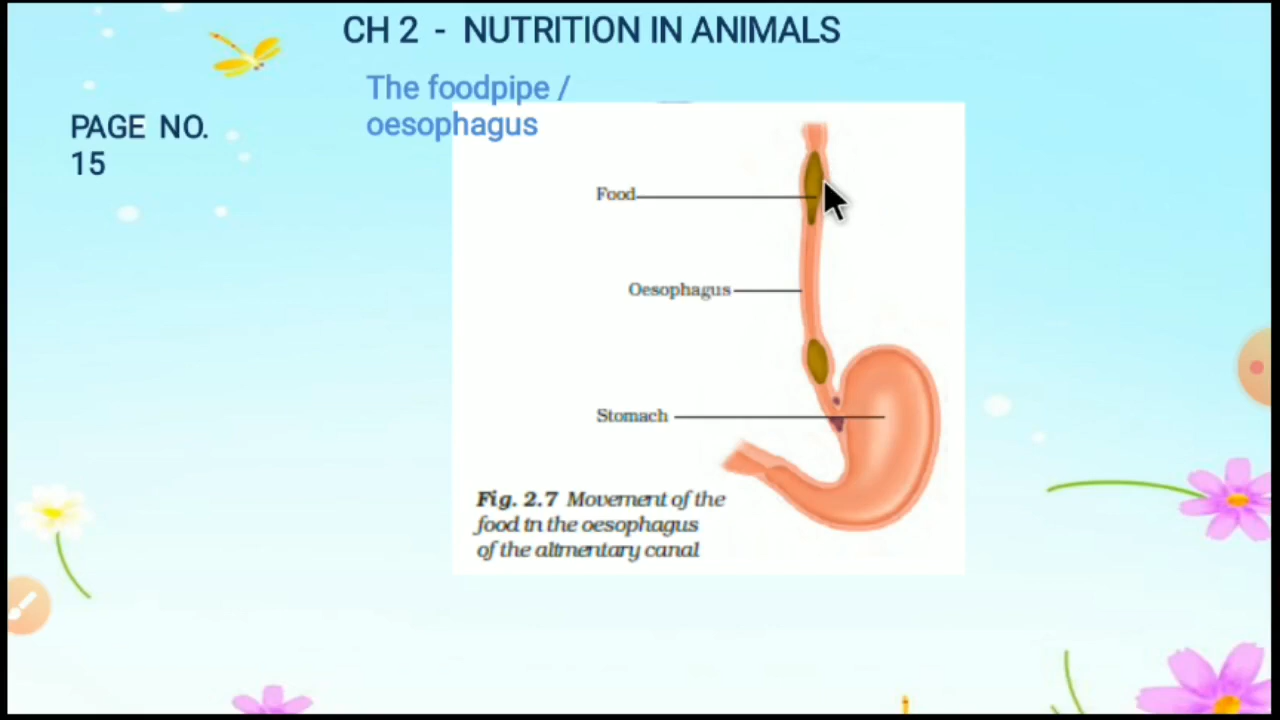 CH 2 - NUTRITION IN ANIMALS
The foodpipe /
oesophagus
PAGE NO.
15
Food
Oesophagus
Stomach
Fig. 2.7 Movement of the
food in the oesophagus
of the alimentary canal